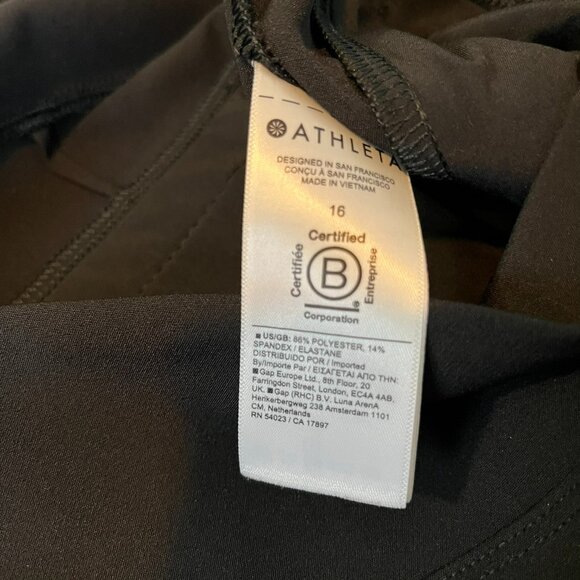 ATHLETA
DESIGNED IN SAN FRANCISCO
CONÇU À SAN FRANCISCO
MADE IN VIETNAM
16
Certified
Certifiée
B
Entreprise
®
Corporation
■ US/GB: 86% POLYESTER, 14%
SPANDEX / ELASTANE
DISTRIBUIDO POR / Imported
By/Importe Par / ΕΙΣΑΓΕΤΑΙ ΑΠΟ ΤΗΝ:
■ Gap Europe Ltd., 8th Floor, 20
Farringdon Street, London, EC4A 4AB,
UK. ■ Gap (RHC) B.V. Luna ArenA
Herikerbergweg 238 Amsterdam 1101
CM, Netherlands
RN 54023 / CA 17897